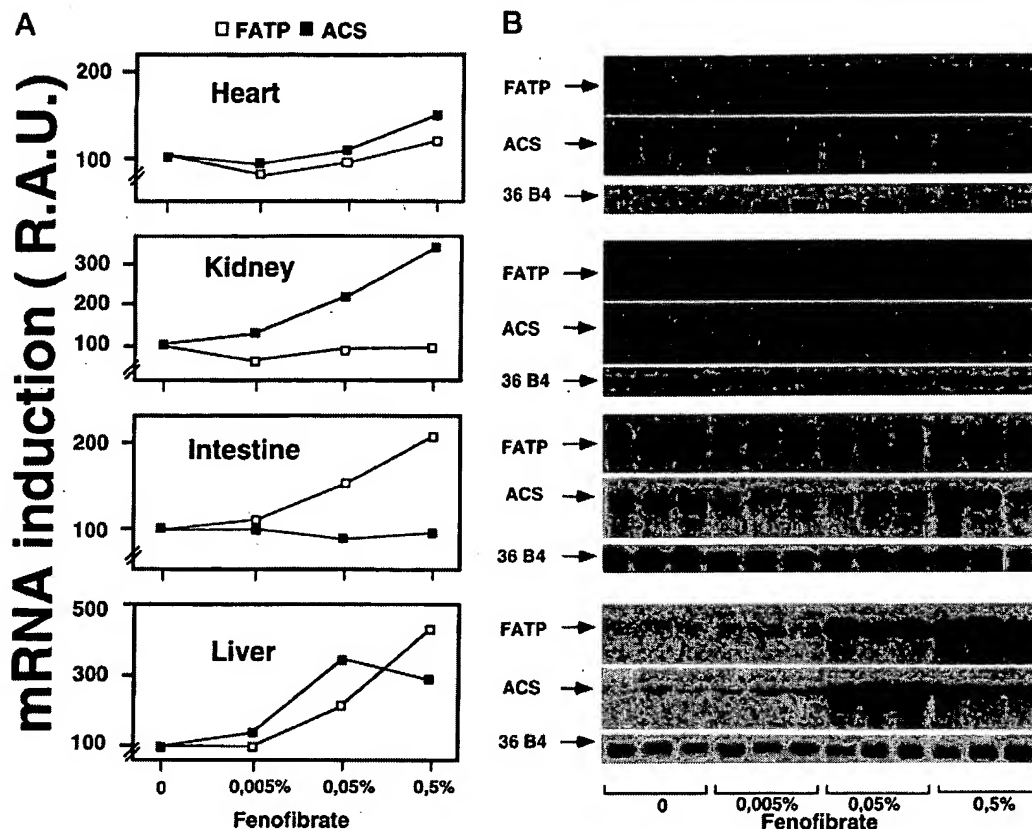 A
B
□ FATP ■ ACS
mRNA induction ( R.A.U.)
200
100
Heart
300
200
100
Kidney
200
100
Intestine
500
300
100
Liver
0 0,005% 0,05% 0,5%
Fenofibrate
FATP
ACS
36 B4
FATP
ACS
36 B4
FATP
ACS
36 B4
FATP
ACS
36 B4
0 0,005% 0,05% 0,5%
Fenofibrate